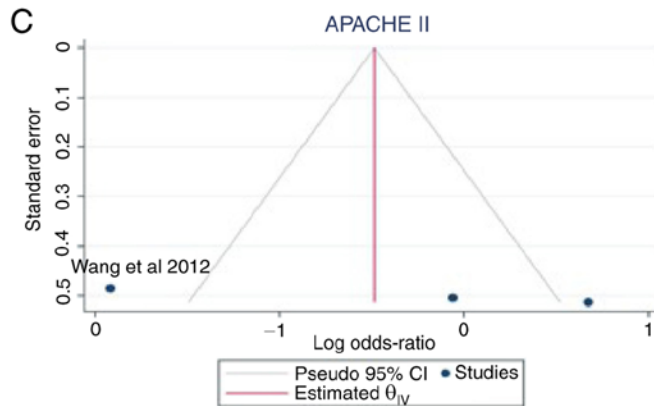 C
APACHE II
Standard error
0
0.1
0.2
0.3
0.4
0.5
Wang et al 2012
0 −1 0 1
Log odds-ratio
Pseudo 95% CI Studies
Estimated θIV